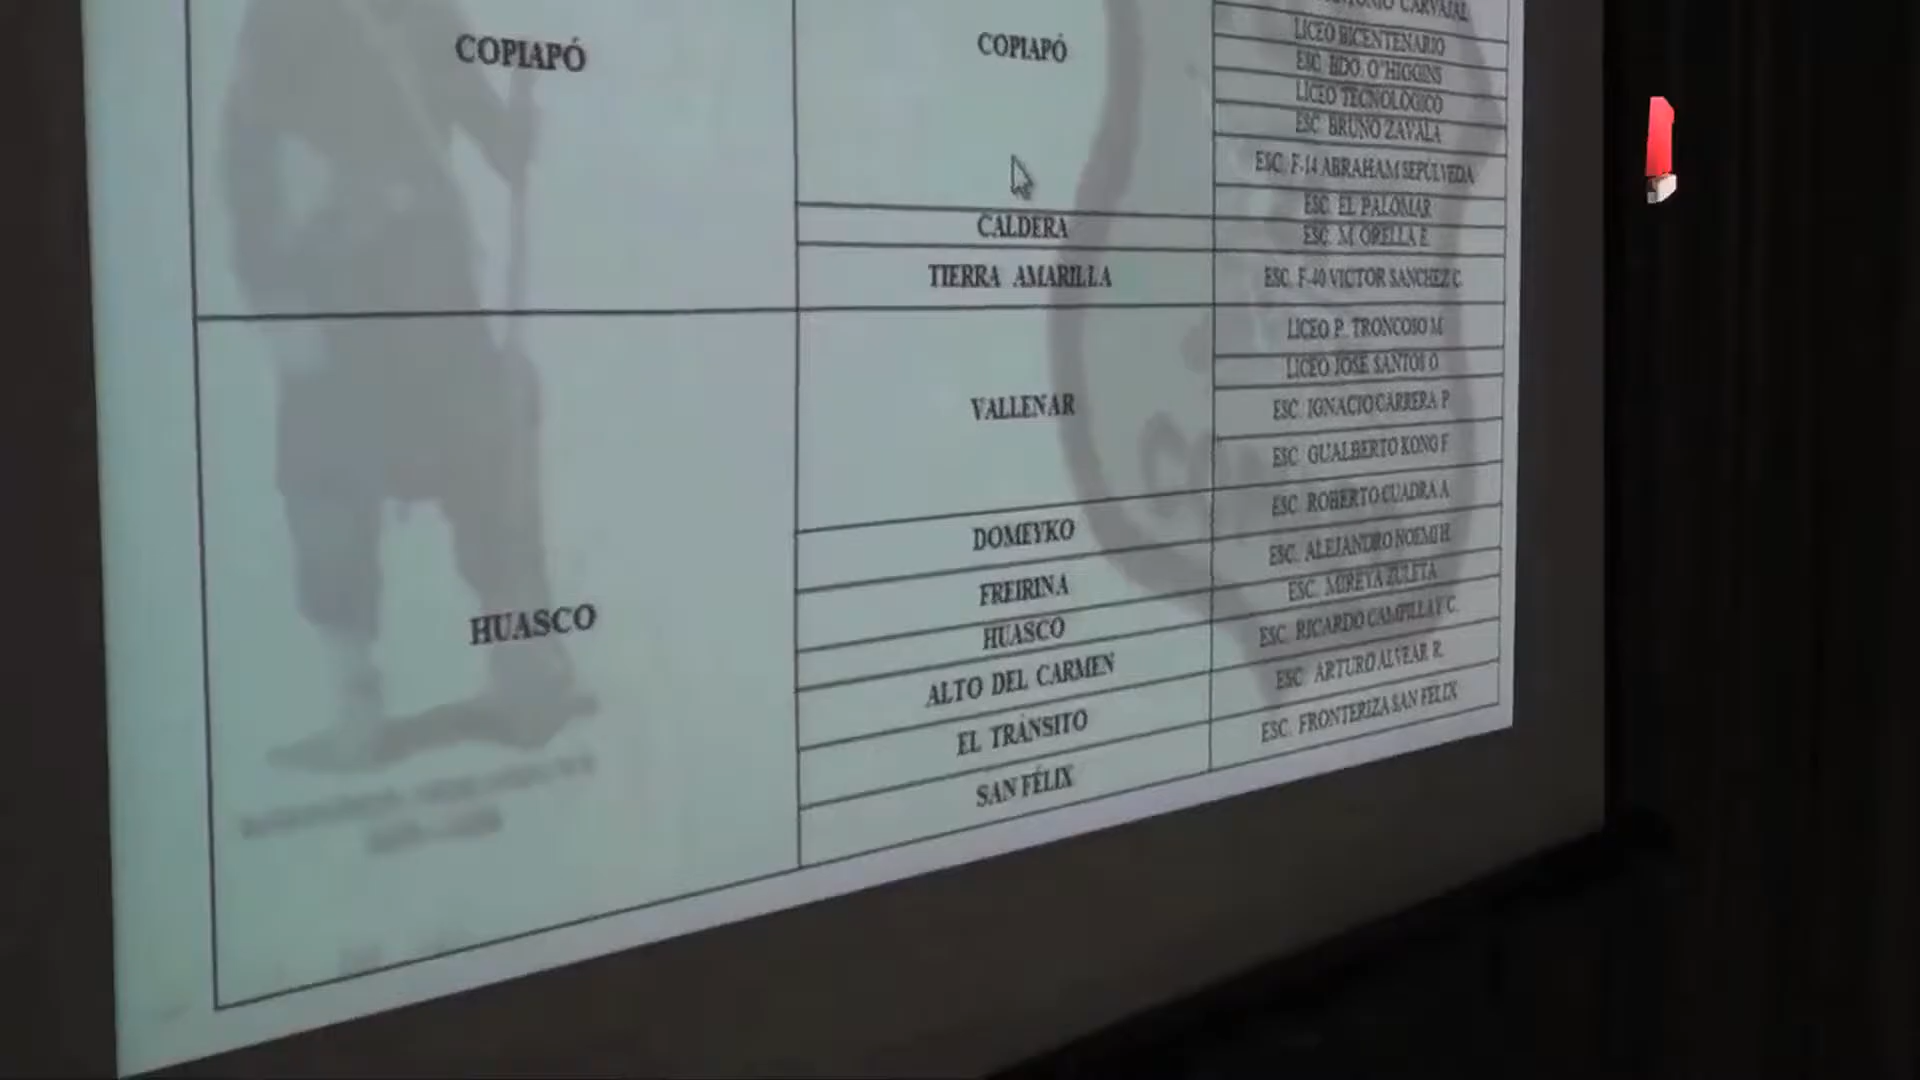 COPIAPÓ
COPIAPÓ
CARVAJAL
LICEO BICENTENARIO
ESC. BDO. O'HIGGINS
LICEO TECNOLOGICO
ESC. BRUNO ZAVALA
ESC. F-14 ABRAHAM SEPÚLVEDA
ESC. EL PALOMAR
CALDERA
ESC. M. ORELLA E.
TIERRA AMARILLA
ESC. F-40 VICTOR SANCHEZ C.
HUASCO
VALLENAR
LICEO P. TRONCOSO M
LICEO JOSE SANTOS O.
ESC. IGNACIO CARRERA P.
ESC. GUALBERTO KONG F.
DOMEYKO
ESC. ROBERTO CUADRA A.
FREIRINA
ESC. ALEJANDRO NOEMI H.
HUASCO
ESC. MIREYA ZULETA
ALTO DEL CARMEN
ESC. RICARDO CAMPILLAY C.
EL TRÁNSITO
ESC. ARTURO ALVEAR R.
SAN FÉLIX
ESC. FRONTERIZA SAN FELIX